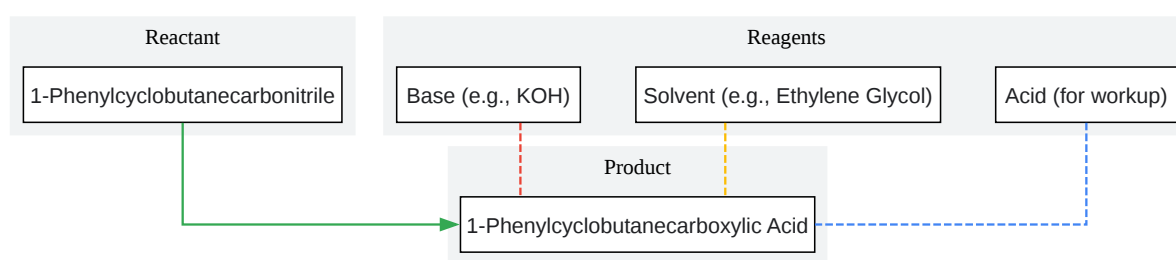 Reactant
Reagents
1-Phenylcyclobutanecarbonitrile
Base (e.g., KOH)
Solvent (e.g., Ethylene Glycol)
Acid (for workup)
Product
1-Phenylcyclobutanecarboxylic Acid